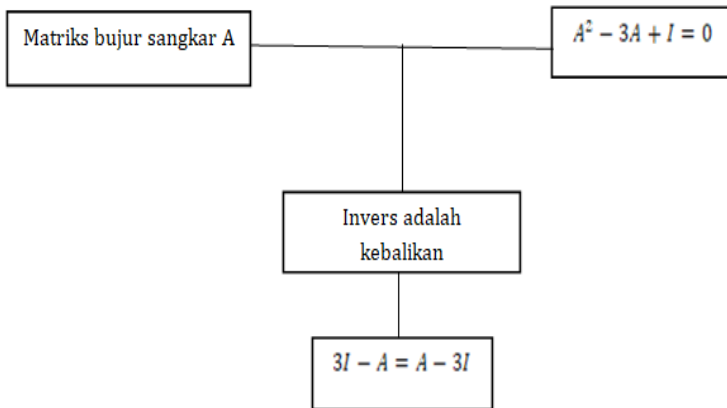 Matriks bujur sangkar A
A² − 3A + I = 0
Invers adalah
kebalikan
3I − A = A − 3I